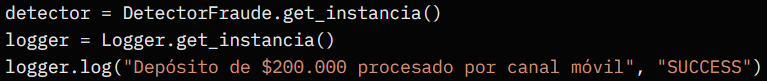 detector = DetectorFraude.get_instancia()
logger = Logger.get_instancia()
logger.log("Depósito de $200.000 procesado por canal móvil", "SUCCESS")